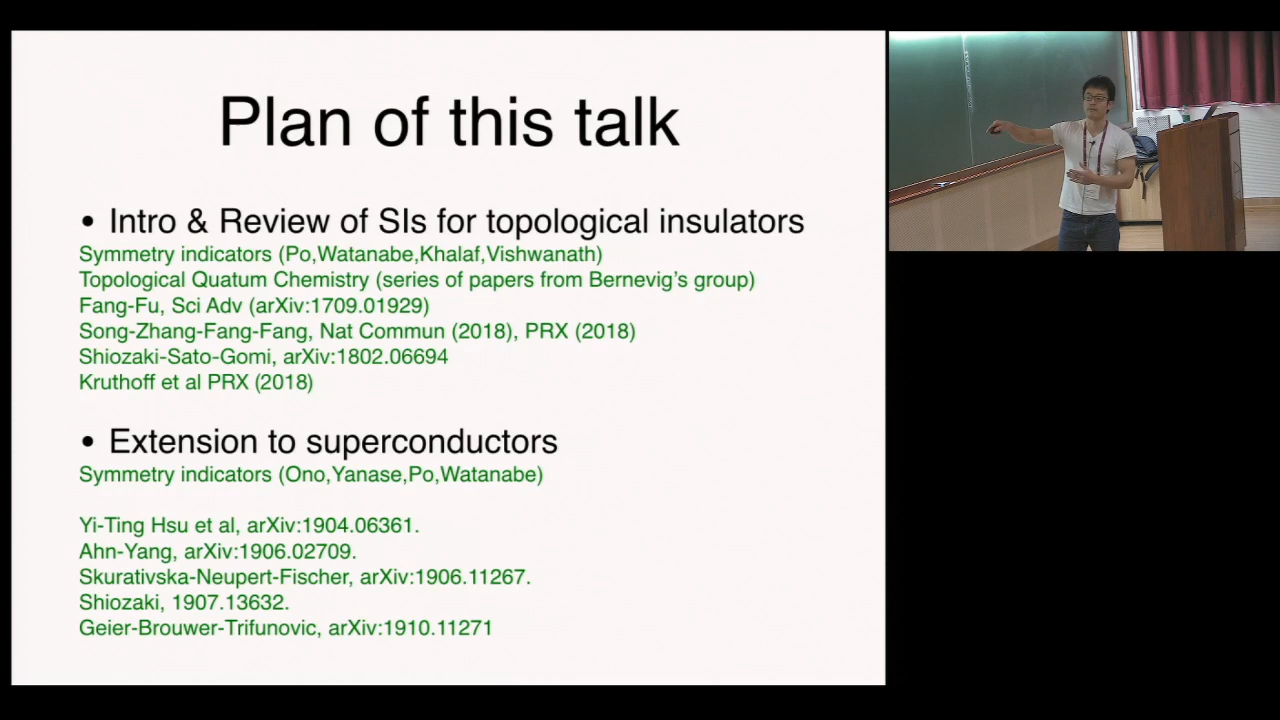 Plan of this talk
• Intro & Review of SIs for topological insulators
Symmetry indicators (Po,Watanabe,Khalaf,Vishwanath)
Topological Quatum Chemistry (series of papers from Bernevig's group)
Fang-Fu, Sci Adv (arXiv:1709.01929)
Song-Zhang-Fang-Fang, Nat Commun (2018), PRX (2018)
Shiozaki-Sato-Gomi, arXiv:1802.06694
Kruthoff et al PRX (2018)
• Extension to superconductors
Symmetry indicators (Ono,Yanase,Po,Watanabe)
Yi-Ting Hsu et al, arXiv:1904.06361.
Ahn-Yang, arXiv:1906.02709.
Skurativska-Neupert-Fischer, arXiv:1906.11267.
Shiozaki, 1907.13632.
Geier-Brouwer-Trifunovic, arXiv:1910.11271